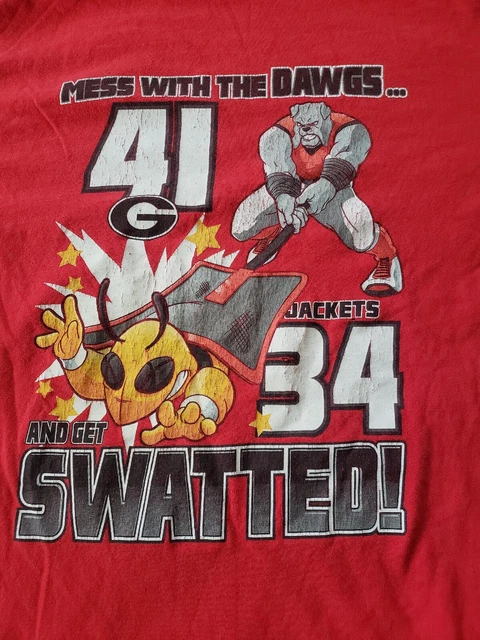 MESS WITH THE DAWGS...
41
G
JACKETS
34
AND GET
SWATTED!